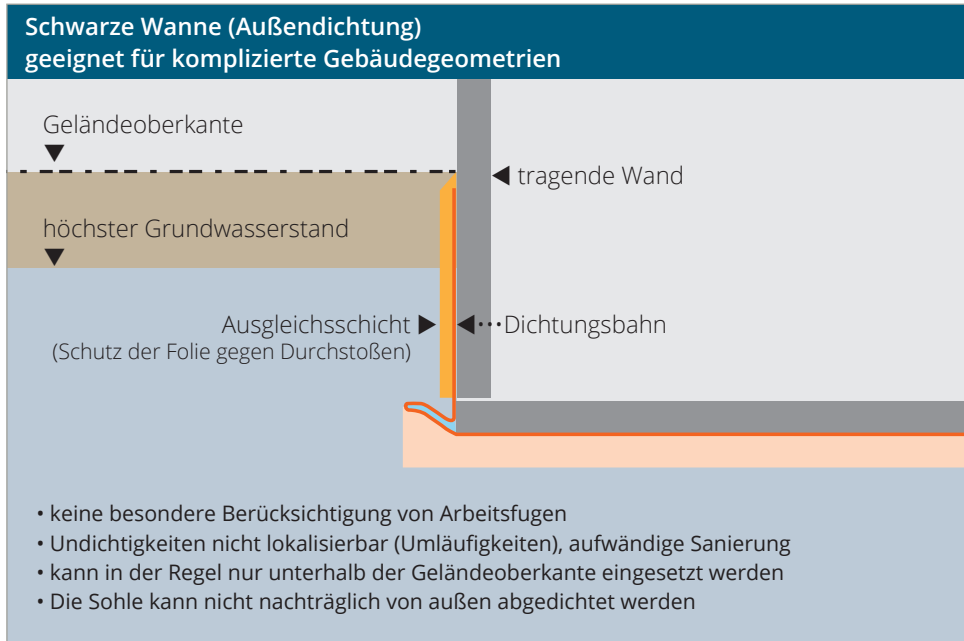 Schwarze Wanne (Außendichtung)
geeignet für komplizierte Gebäudegeometrien
Geländeoberkante
tragende Wand
höchster Grundwasserstand
Ausgleichsschicht
(Schutz der Folie gegen Durchstoßen)
Dichtungsbahn
• keine besondere Berücksichtigung von Arbeitsfugen
• Undichtigkeiten nicht lokalisierbar (Umläufigkeiten), aufwändige Sanierung
• kann in der Regel nur unterhalb der Geländeoberkante eingesetzt werden
• Die Sohle kann nicht nachträglich von außen abgedichtet werden